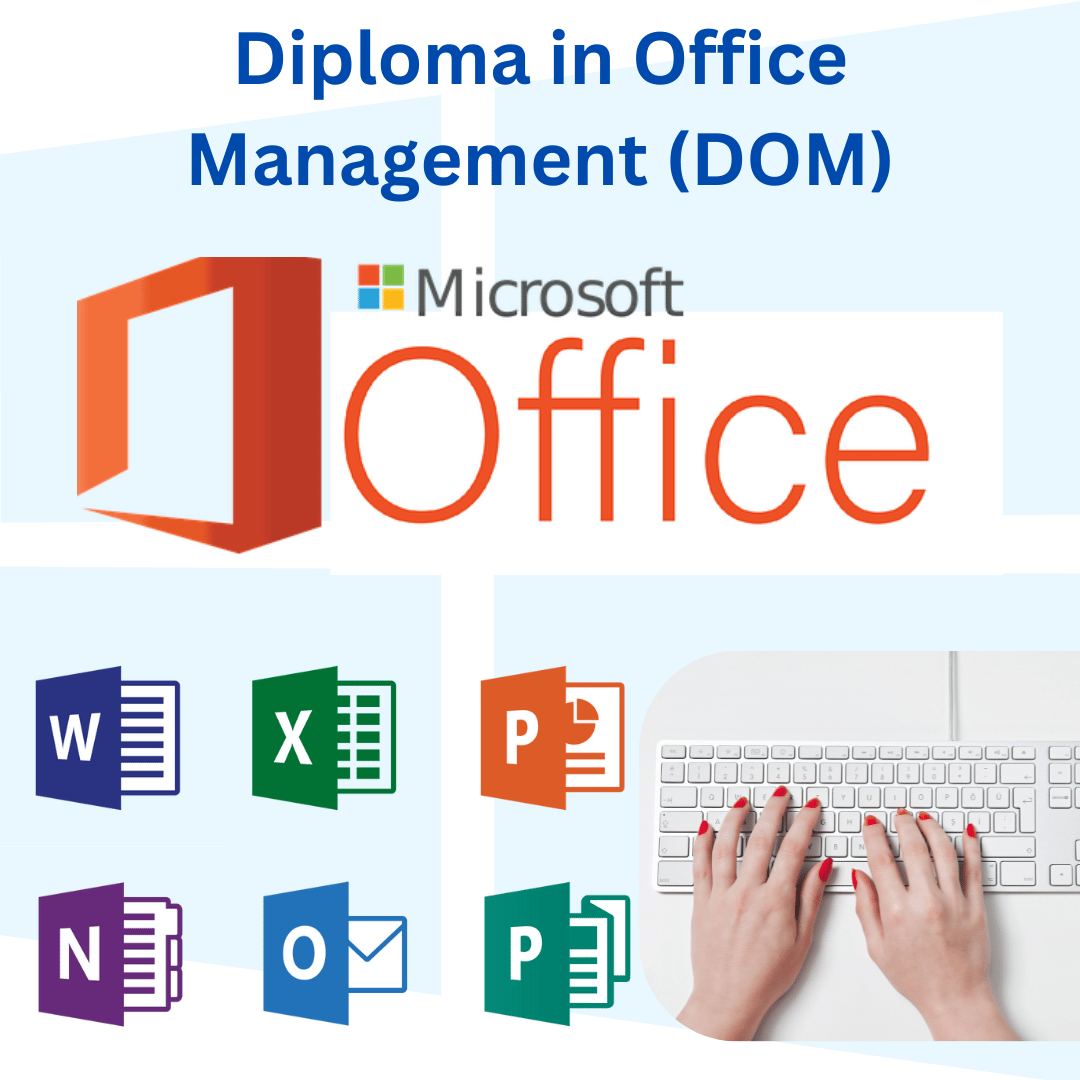 Diploma in Office
Management (DOM)
Microsoft
Office
W
X
P
N
O
P